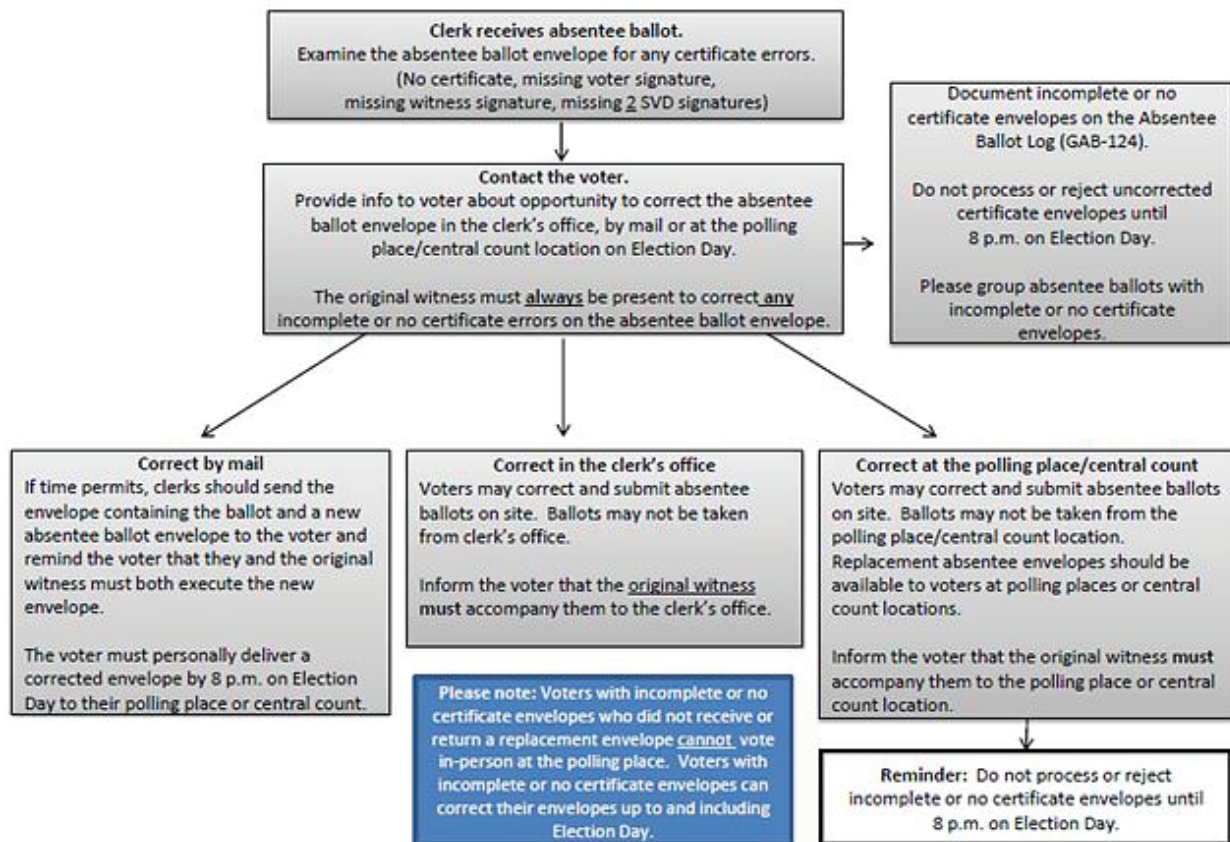 Clerk receives absentee ballot.
Examine the absentee ballot envelope for any certificate errors.
(No certificate, missing voter signature,
missing witness signature, missing 2 SVD signatures)
Contact the voter.
Provide info to voter about opportunity to correct the absentee
ballot envelope in the clerk's office, by mail or at the polling
place/central count location on Election Day.
The original witness must always be present to correct any
incomplete or no certificate errors on the absentee ballot envelope.
Document incomplete or no
certificate envelopes on the Absentee
Ballot Log (GAB-124).
Do not process or reject uncorrected
certificate envelopes until
8 p.m. on Election Day.
Please group absentee ballots with
incomplete or no certificate
envelopes.
Correct by mail
If time permits, clerks should send the
envelope containing the ballot and a new
absentee ballot envelope to the voter and
remind the voter that they and the original
witness must both execute the new
envelope.
The voter must personally deliver a
corrected envelope by 8 p.m. on Election
Day to their polling place or central count.
Correct in the clerk's office
Voters may correct and submit absentee
ballots on site. Ballots may not be taken
from clerk's office.
Inform the voter that the original witness
must accompany them to the clerk's office.
Please note: Voters with incomplete or no
certificate envelopes who did not receive or
return a replacement envelope cannot vote
in-person at the polling place. Voters with
incomplete or no certificate envelopes can
correct their envelopes up to and including
Election Day.
Correct at the polling place/central count
Voters may correct and submit absentee ballots
on site. Ballots may not be taken from the
polling place/central count location.
Replacement absentee envelopes should be
available to voters at polling places or central
count locations.
Inform the voter that the original witness must
accompany them to the polling place or central
count location.
Reminder: Do not process or reject
incomplete or no certificate envelopes until
8 p.m. on Election Day.